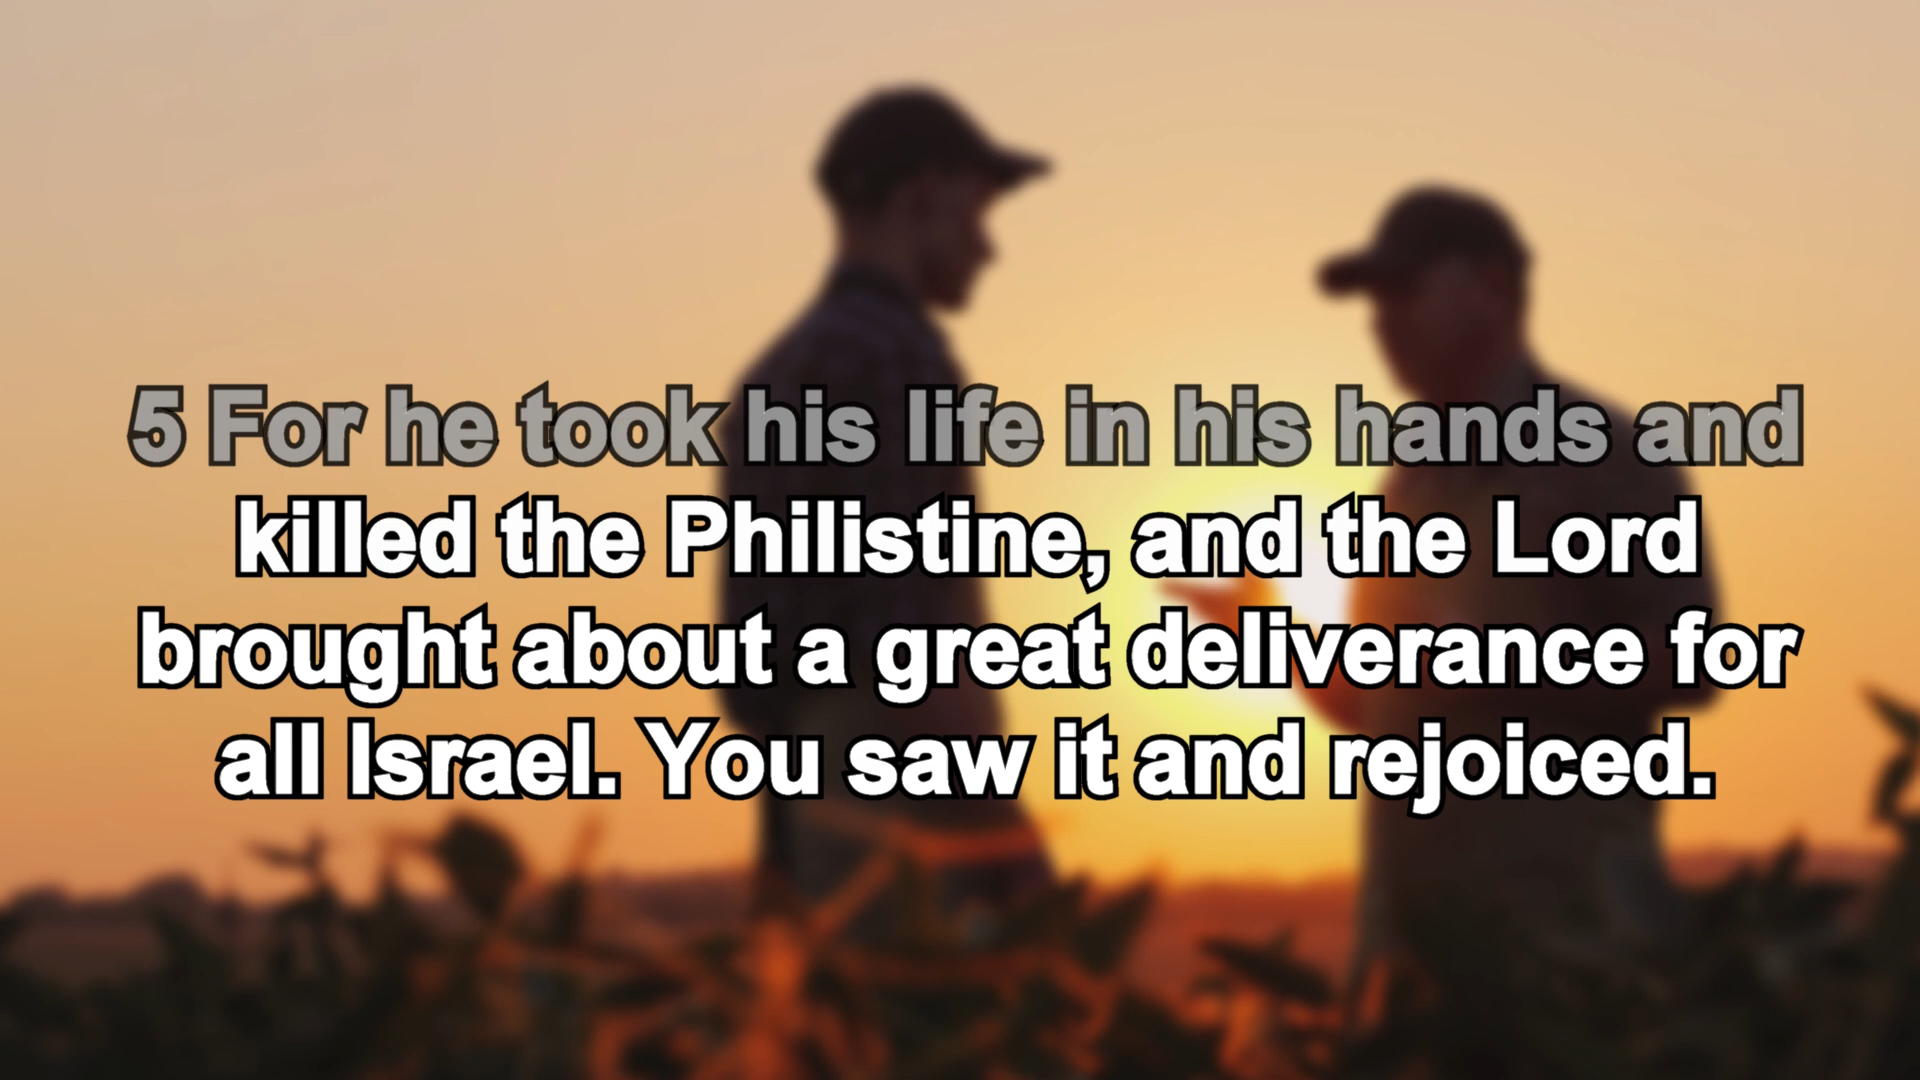 5 For he took his life in his hands and
killed the Philistine, and the Lord
brought about a great deliverance for
all Israel. You saw it and rejoiced.